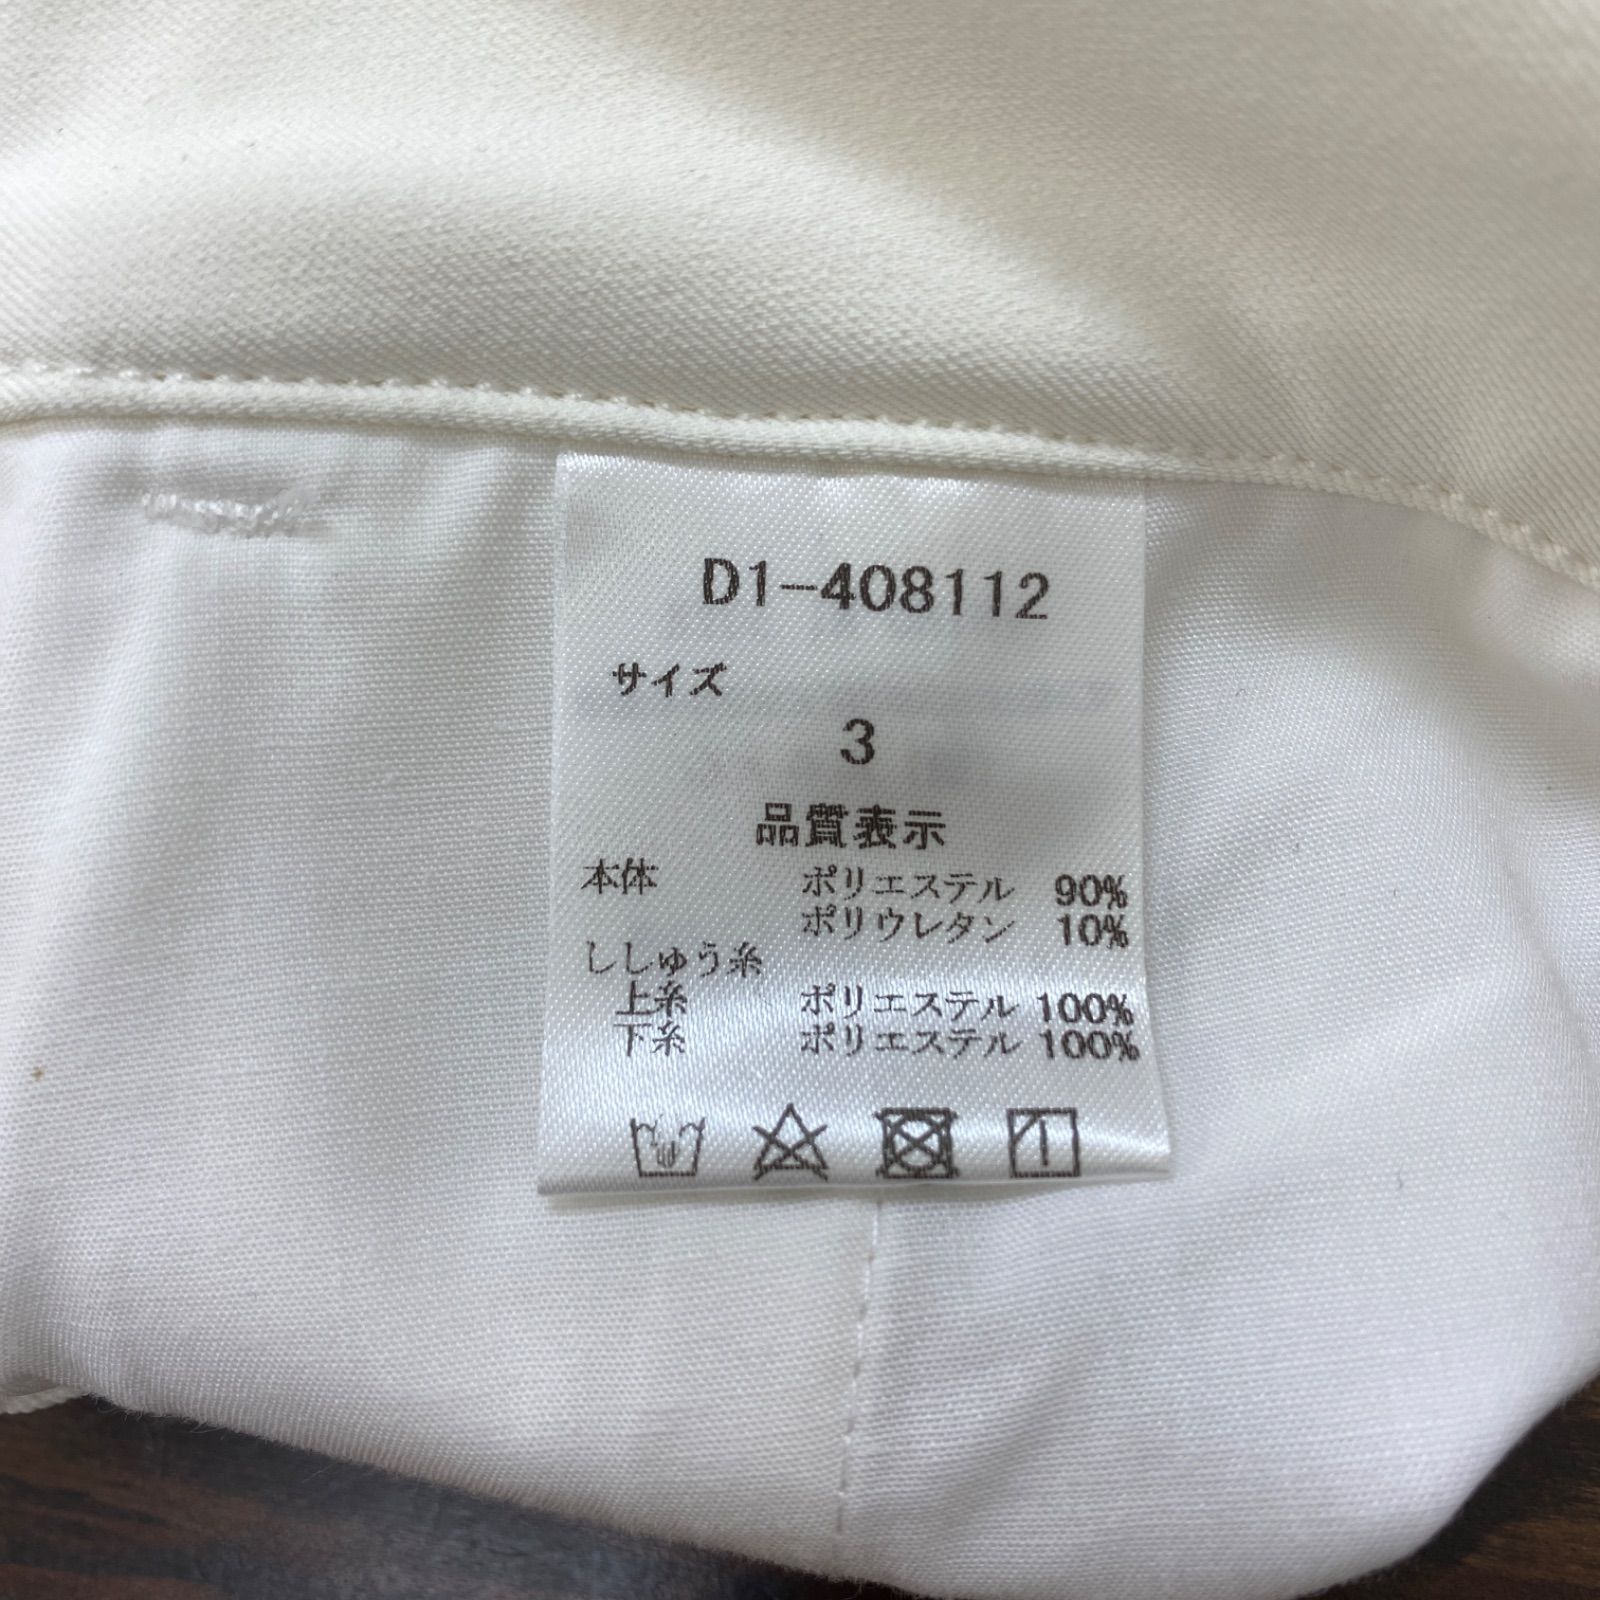 D1-408112
サイズ
3
品質表示
本体 ポリエステル 90%
ポリウレタン 10%
ししゅう糸
上糸 ポリエステル 100%
下糸 ポリエステル 100%